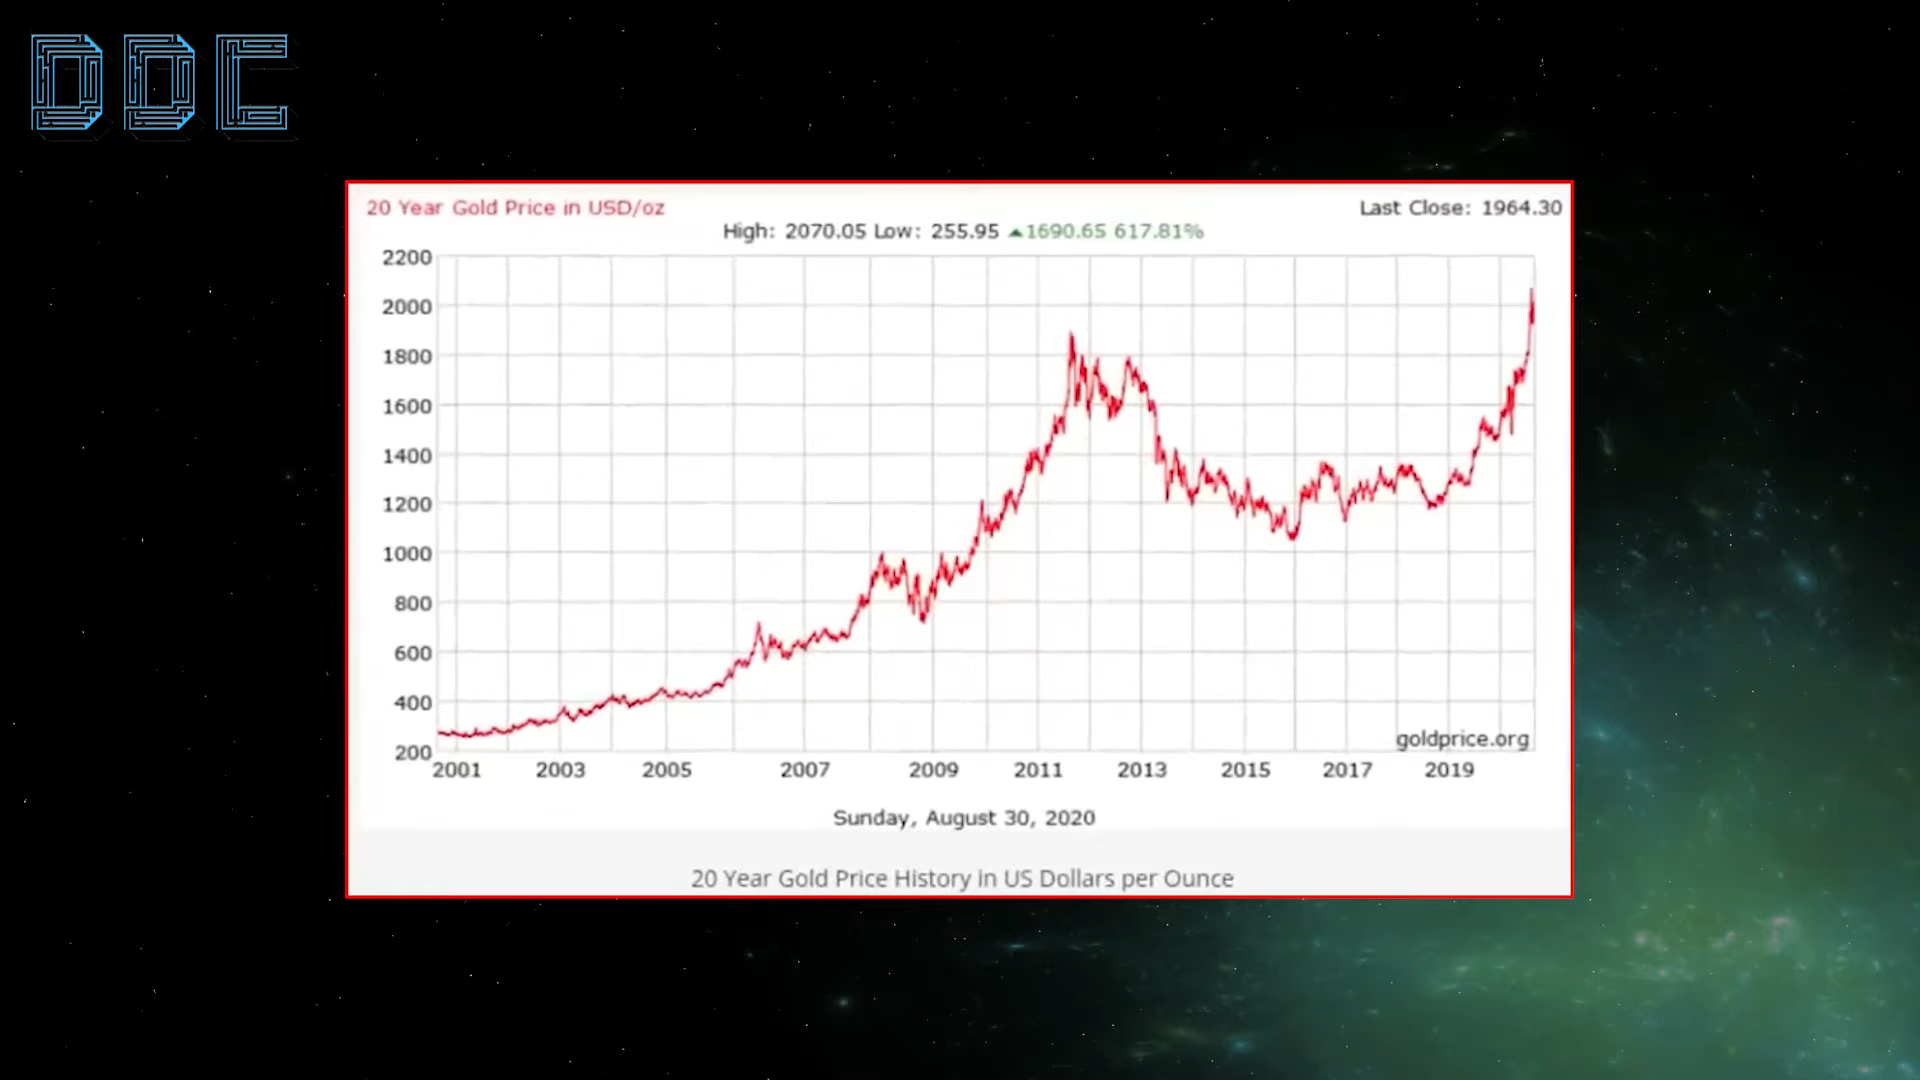 DDC
20 Year Gold Price in USD/oz
Last Close: 1964.30
High: 2070.05 Low: 255.95 ▲1690.65 617.81%
2200
2000
1800
1600
1400
1200
1000
800
600
400
200
goldprice.org
2001 2003 2005 2007 2009 2011 2013 2015 2017 2019
Sunday, August 30, 2020
20 Year Gold Price History in US Dollars per Ounce